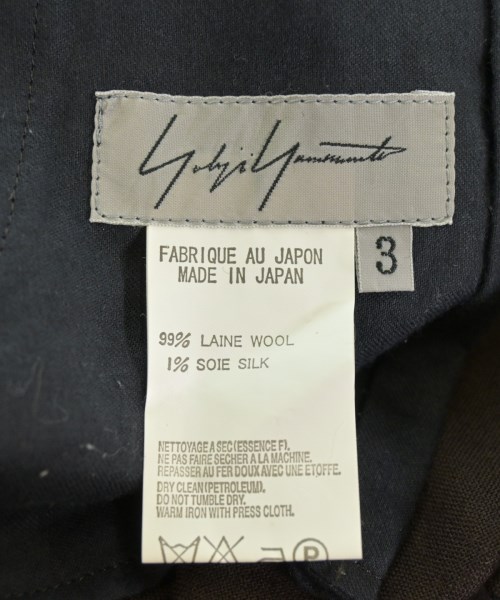 Yohji Yamamoto
3
FABRIQUE AU JAPON
MADE IN JAPAN
99% LAINE WOOL
1% SOIE SILK
NETTOYAGE A SEC(ESSENCE F).
NE PAS FAIRE SECHER A LA MACHINE.
REPASSER AU FER DOUX AVEC UNE ETOFFE.
DRY CLEAN(PETROLEUM).
DO NOT TUMBLE DRY.
WARM IRON WITH PRESS CLOTH.
P